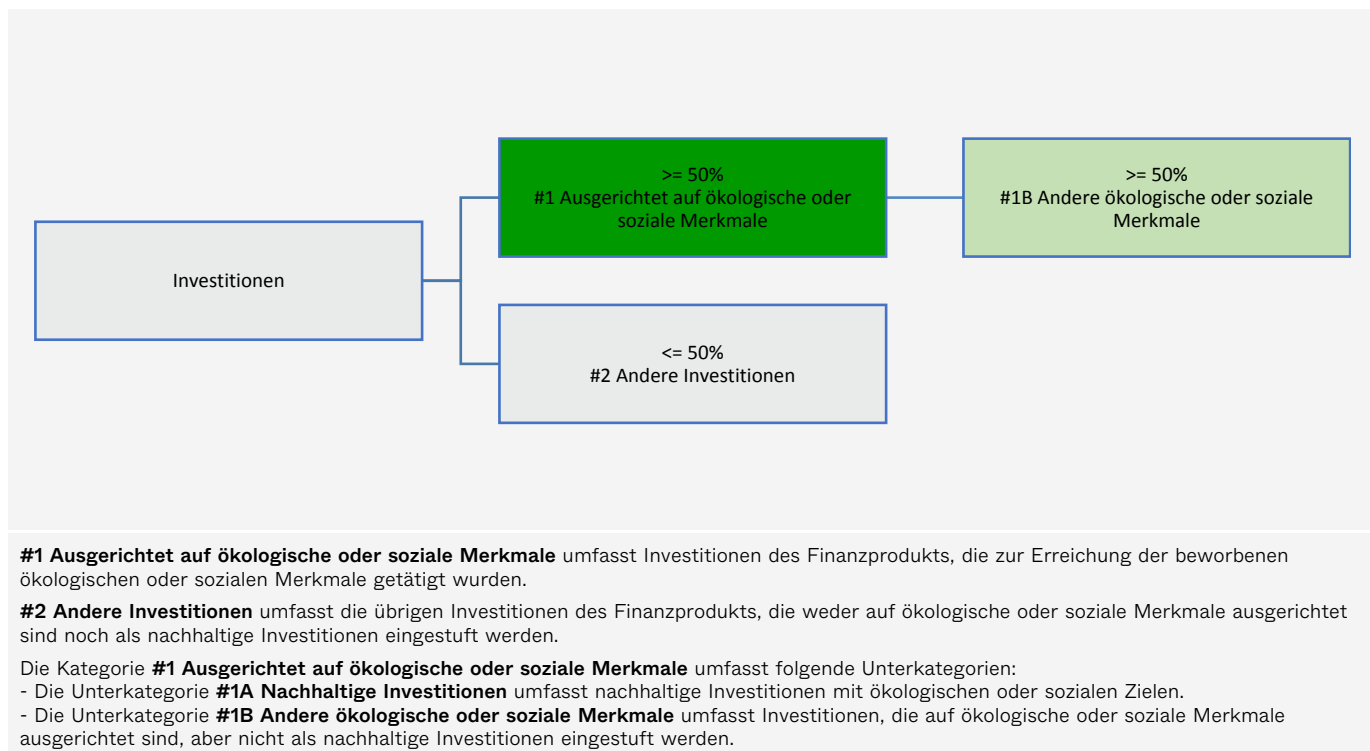 >= 50%
#1 Ausgerichtet auf ökologische oder
soziale Merkmale
>= 50%
#1B Andere ökologische oder soziale
Merkmale
Investitionen
<= 50%
#2 Andere Investitionen
#1 Ausgerichtet auf ökologische oder soziale Merkmale umfasst Investitionen des Finanzprodukts, die zur Erreichung der beworbenen
ökologischen oder sozialen Merkmale getätigt wurden.
#2 Andere Investitionen umfasst die übrigen Investitionen des Finanzprodukts, die weder auf ökologische oder soziale Merkmale ausgerichtet
sind noch als nachhaltige Investitionen eingestuft werden.
Die Kategorie #1 Ausgerichtet auf ökologische oder soziale Merkmale umfasst folgende Unterkategorien:
- Die Unterkategorie #1A Nachhaltige Investitionen umfasst nachhaltige Investitionen mit ökologischen oder sozialen Zielen.
- Die Unterkategorie #1B Andere ökologische oder soziale Merkmale umfasst Investitionen, die auf ökologische oder soziale Merkmale
ausgerichtet sind, aber nicht als nachhaltige Investitionen eingestuft werden.